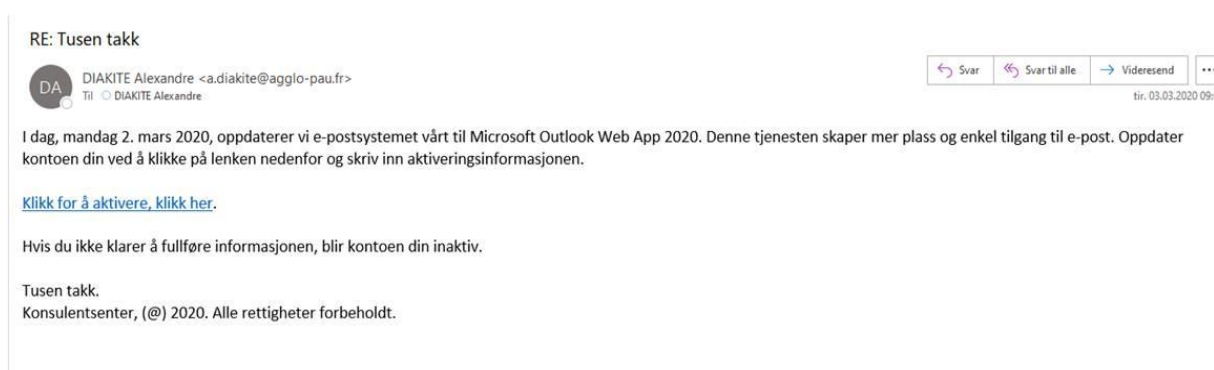 RE: Tusen takk
DA
DIAKITE Alexandre <a.diakite@agglo-pau.fr>
Til DIAKITE Alexandre
Svar
Svar til alle
Videresend
tir. 03.03.2020 09:
I dag, mandag 2. mars 2020, oppdaterer vi e-postsystemet vårt til Microsoft Outlook Web App 2020. Denne tjenesten skaper mer plass og enkel tilgang til e-post. Oppdater
kontoen din ved å klikke på lenken nedenfor og skriv inn aktiveringsinformasjonen.
Klikk for å aktivere, klikk her.
Hvis du ikke klarer å fullføre informasjonen, blir kontoen din inaktiv.
Tusen takk.
Konsulentsenter, (@) 2020. Alle rettigheter forbeholdt.